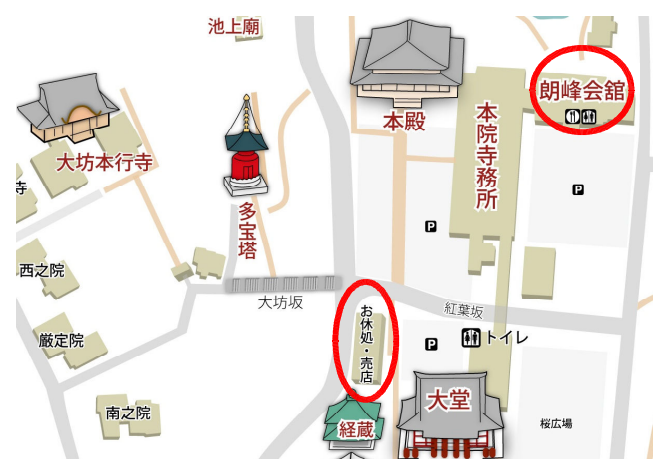 池上廟
本殿
朗峰会舘
大坊本行寺
本院寺務所
寺
多宝塔
P
P
西之院
大坊坂
紅葉坂
お休処・売店
厳定院
P
トイレ
大堂
南之院
経蔵
桜広場